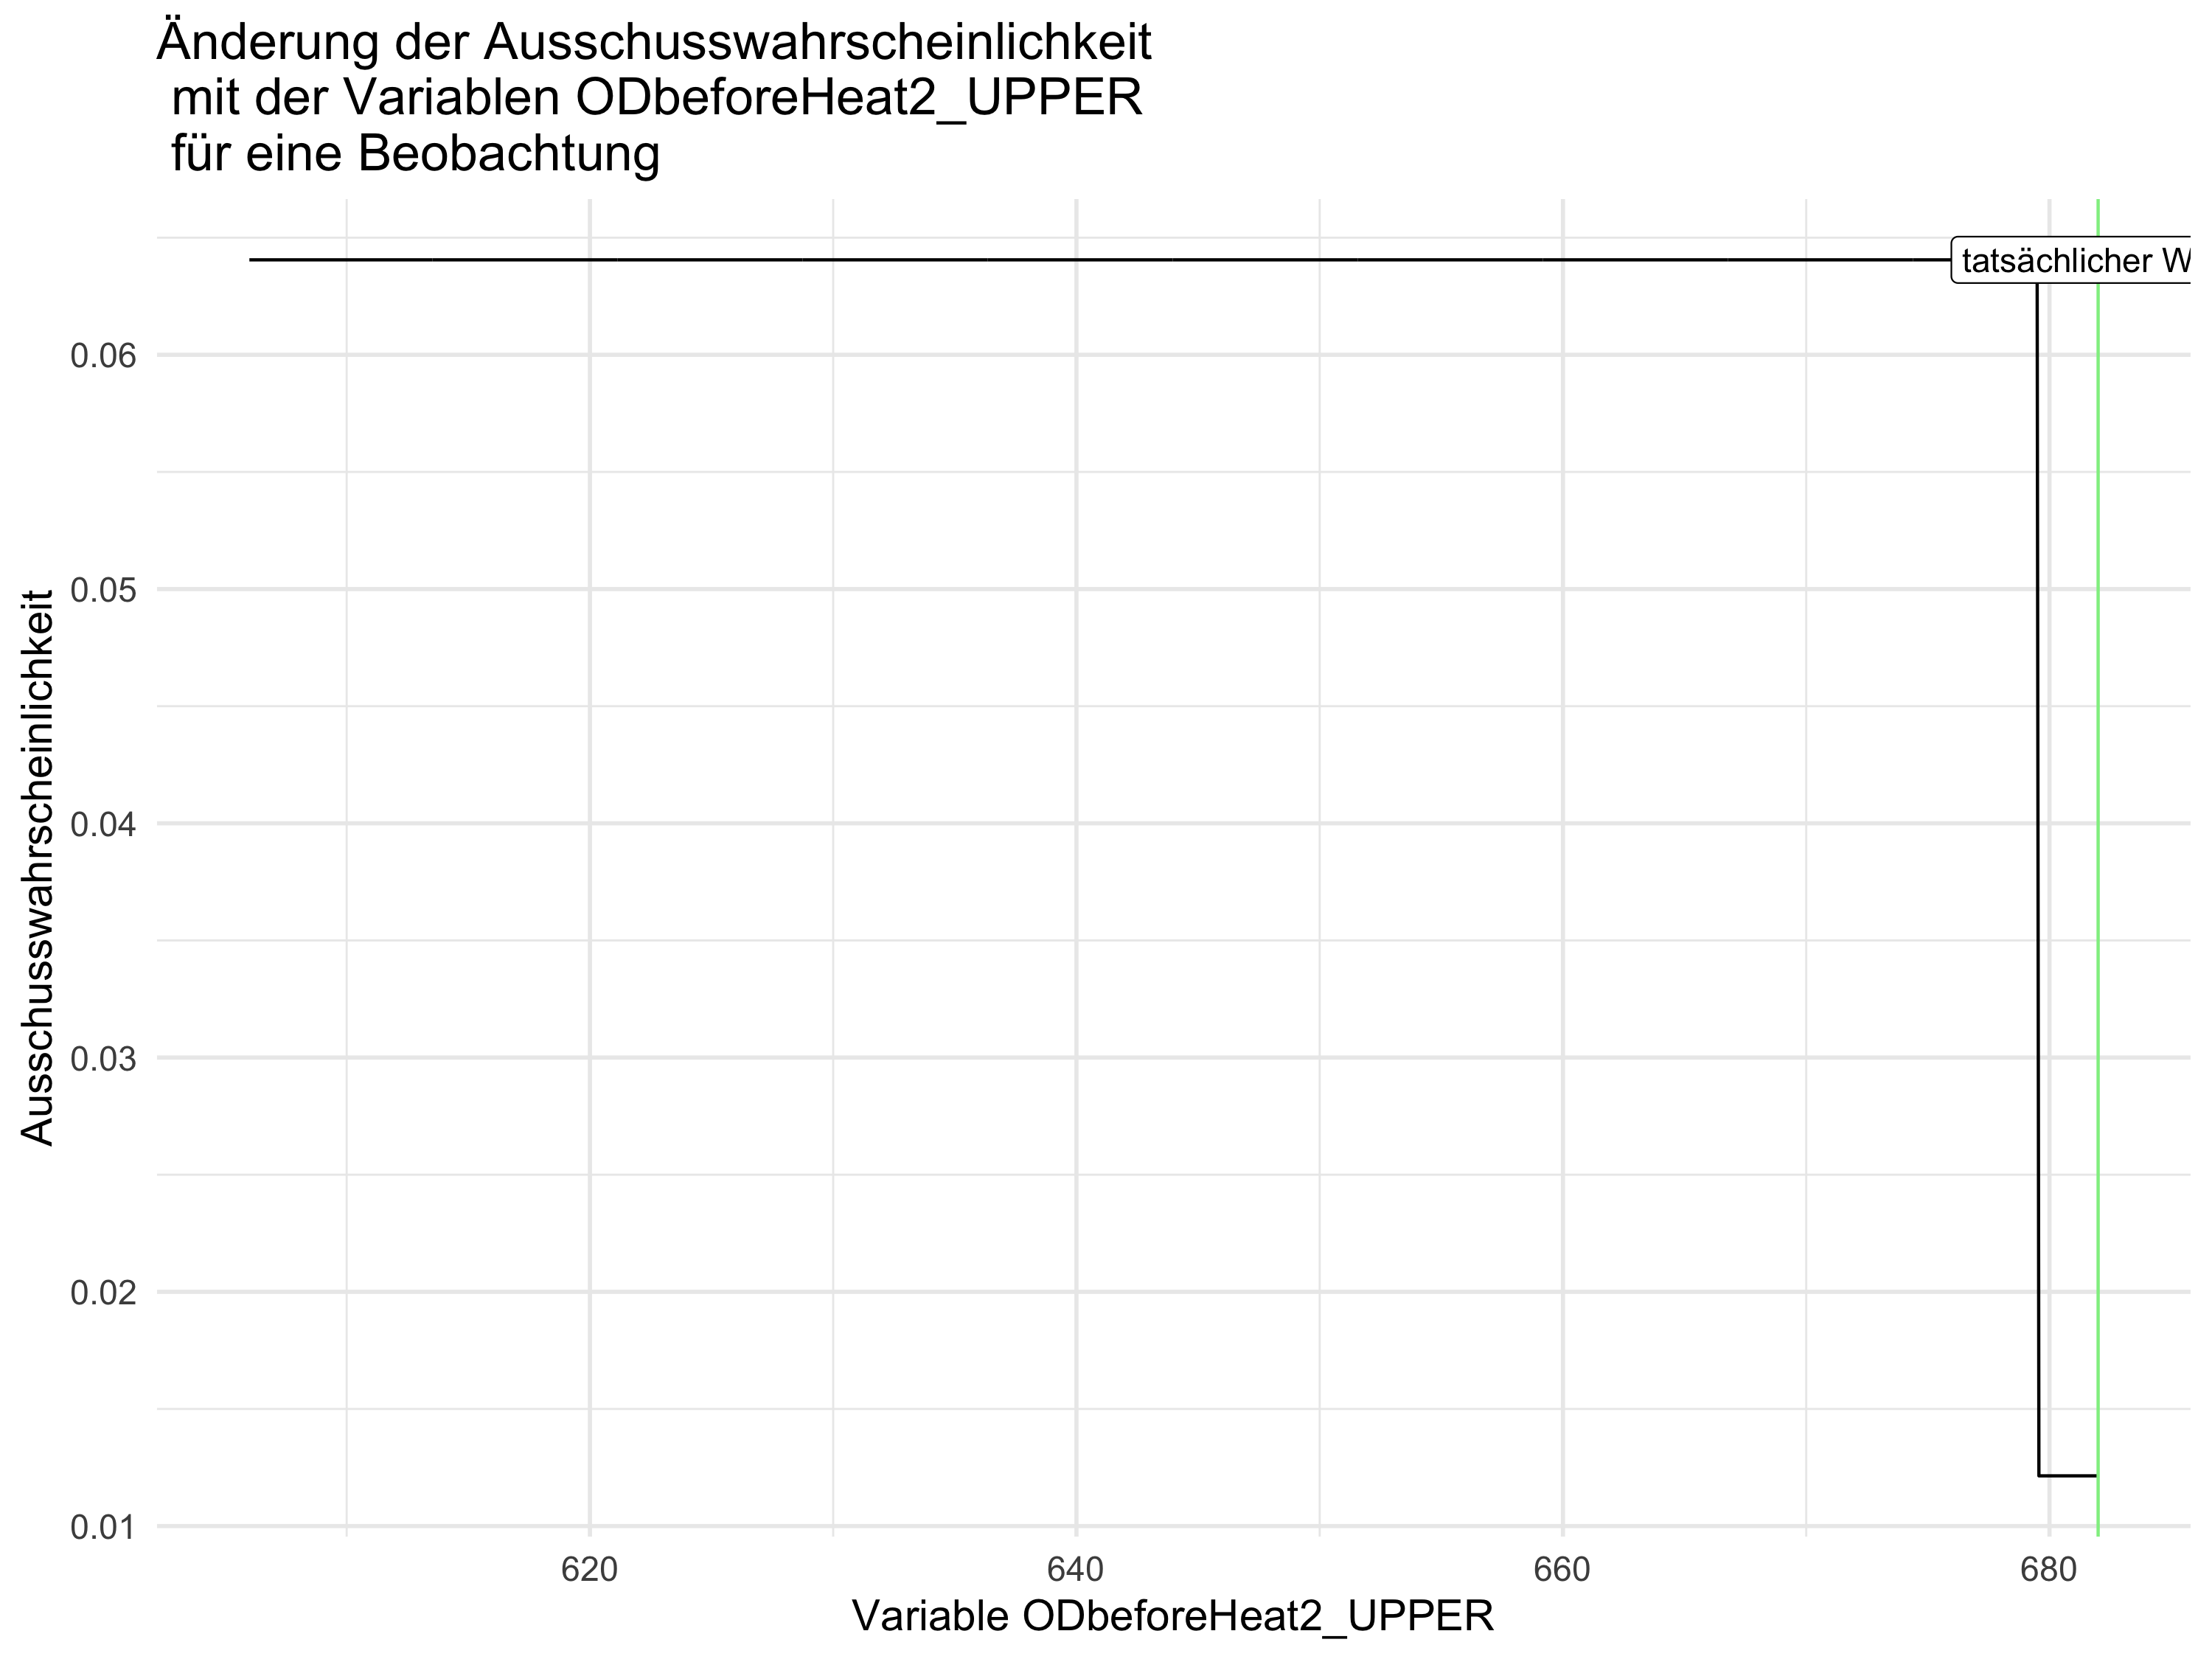 Änderung der Ausschusswahrscheinlichkeit
mit der Variablen ODbeforeHeat2_UPPER
für eine Beobachtung
tatsächlicher W
0.06
0.05
0.04
0.03
0.02
0.01
Ausschusswahrscheinlichkeit
620 640 660 680
Variable ODbeforeHeat2_UPPER